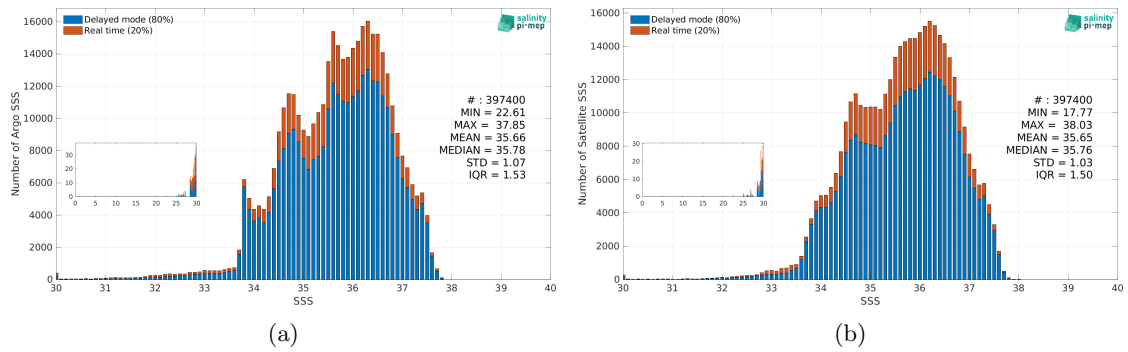 16000
14000
12000
10000
8000
6000
4000
2000
0
Number of Argo SSS
Delayed mode (80%)
Real time (20%)
salinity
pi-mep
# : 397400
MIN = 22.61
MAX = 37.85
MEAN = 35.66
MEDIAN = 35.78
STD = 1.07
IQR = 1.53
30
20
10
0
0 5 10 15 20 25 30
30 31 32 33 34 35 36 37 38 39 40
SSS
(a)
16000
14000
12000
10000
8000
6000
4000
2000
0
Number of Satellite SSS
Delayed mode (80%)
Real time (20%)
salinity
pi-mep
# : 397400
MIN = 17.77
MAX = 38.03
MEAN = 35.65
MEDIAN = 35.76
STD = 1.03
IQR = 1.50
30
20
10
0
0 5 10 15 20 25 30
30 31 32 33 34 35 36 37 38 39 40
SSS
(b)